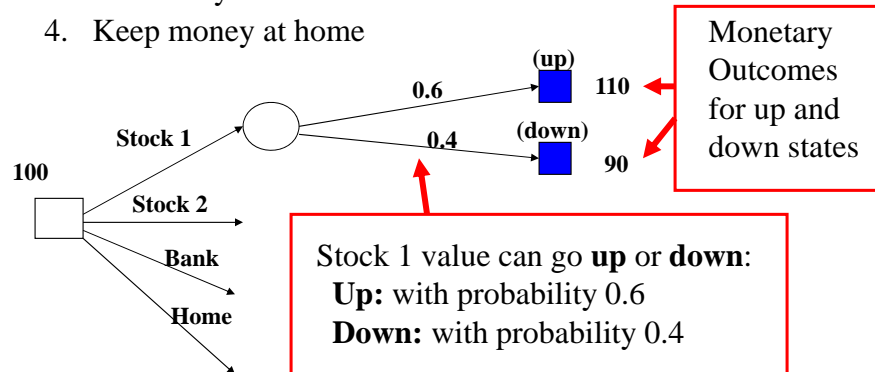 4. Keep money at home
(up)
0.6
110
Monetary
Outcomes
for up and
down states
Stock 1
0.4
(down)
90
100
Stock 2
Bank
Home
Stock 1 value can go up or down:
Up: with probability 0.6
Down: with probability 0.4